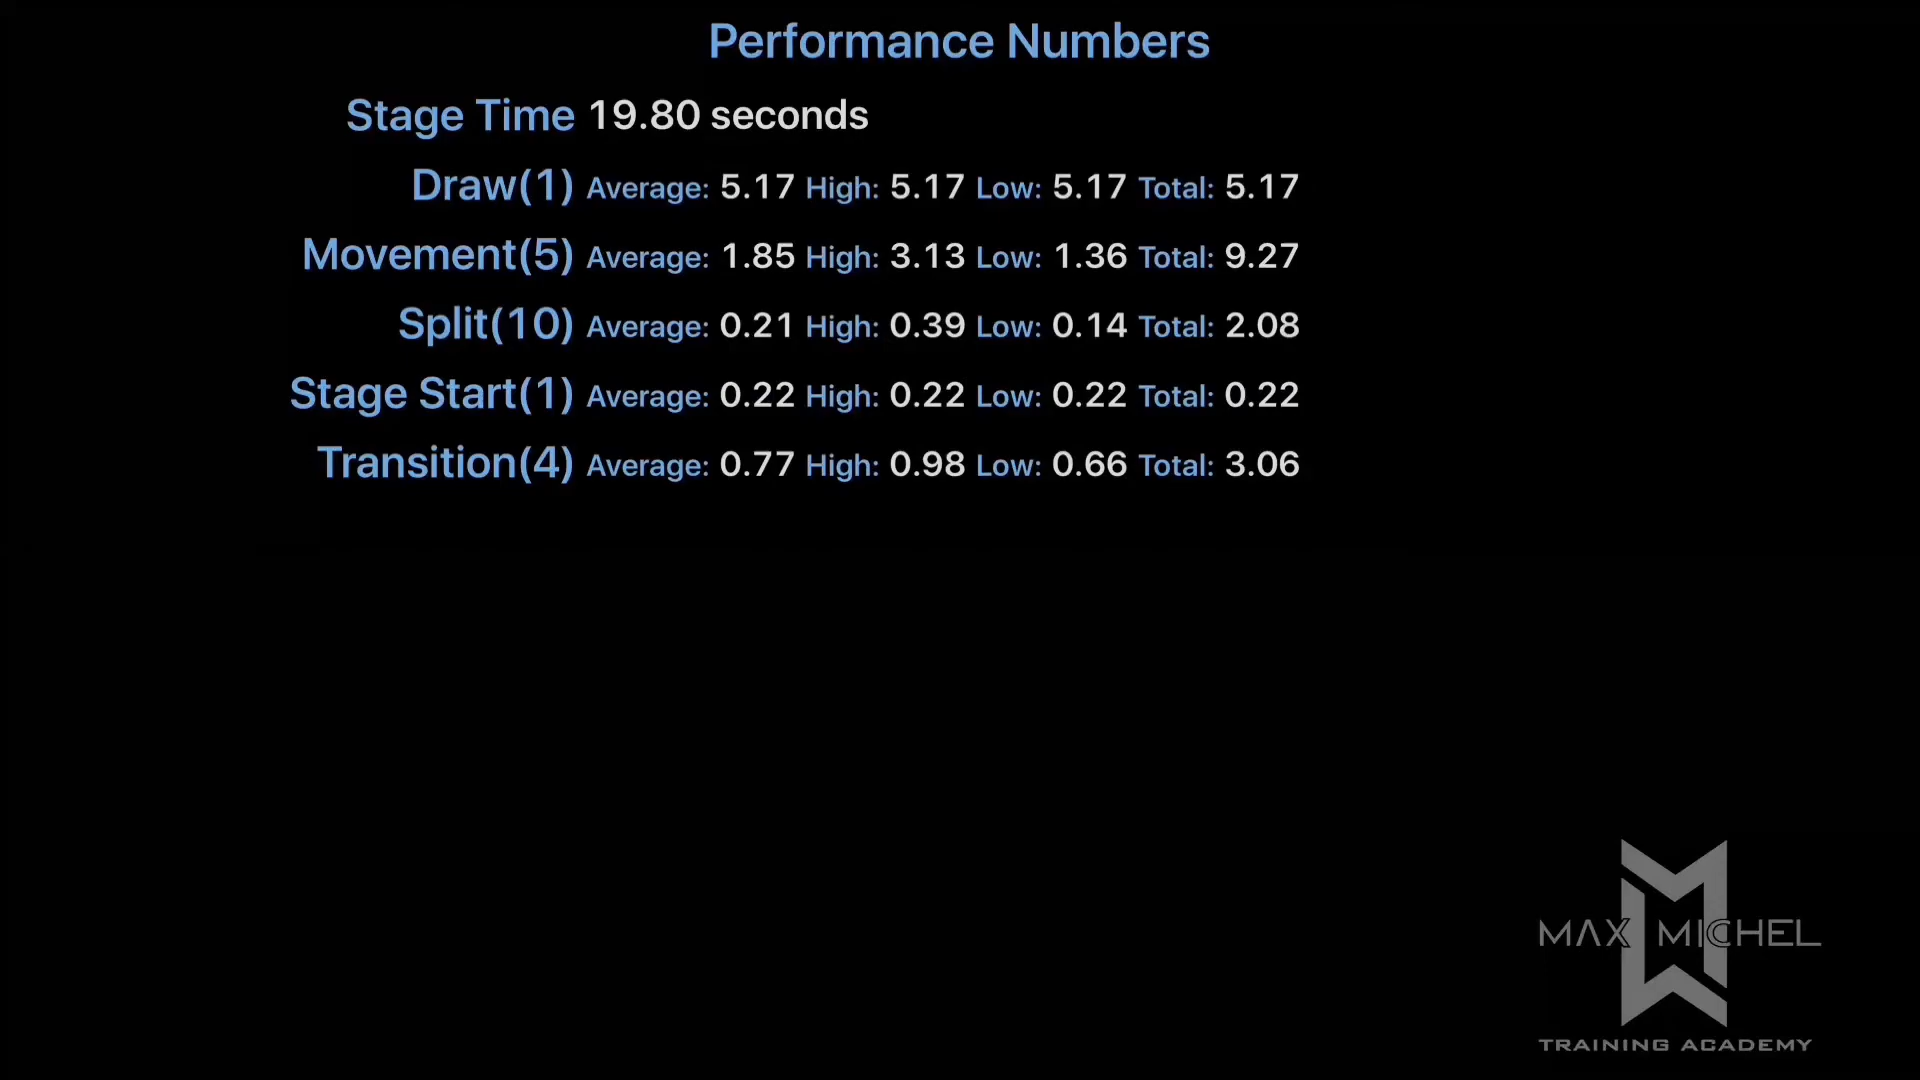 Performance Numbers
Stage Time 19.80 seconds
Draw(1) Average: 5.17 High: 5.17 Low: 5.17 Total: 5.17
Movement(5) Average: 1.85 High: 3.13 Low: 1.36 Total: 9.27
Split(10) Average: 0.21 High: 0.39 Low: 0.14 Total: 2.08
Stage Start(1) Average: 0.22 High: 0.22 Low: 0.22 Total: 0.22
Transition(4) Average: 0.77 High: 0.98 Low: 0.66 Total: 3.06
MAX MICHEL
TRAINING ACADEMY